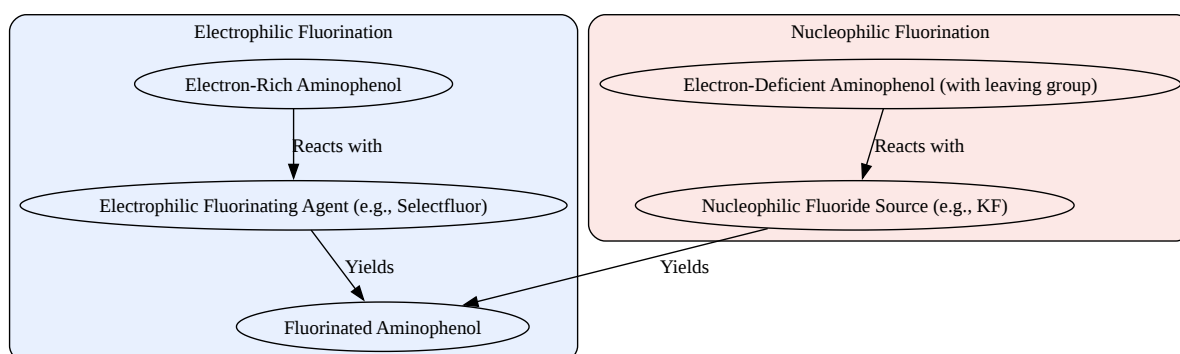 Electrophilic Fluorination
Electron-Rich Aminophenol
Reacts with
Electrophilic Fluorinating Agent (e.g., Selectfluor)
Yields
Fluorinated Aminophenol
Nucleophilic Fluorination
Electron-Deficient Aminophenol (with leaving group)
Reacts with
Nucleophilic Fluoride Source (e.g., KF)
Yields